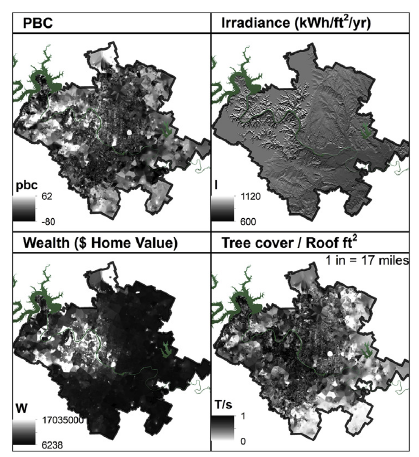 PBC
Irradiance (kWh/ft²/yr)
pbc
62
-80
I
1120
600
Wealth ($ Home Value)
Tree cover / Roof ft²
1 in = 17 miles
W
17035000
6238
T/s
1
0